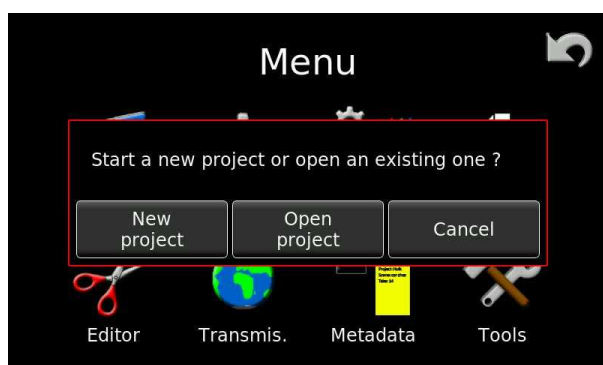 Menu
Start a new project or open an existing one ?
New
project
Open
project
Cancel
Editor
Transmis.
Metadata
Tools